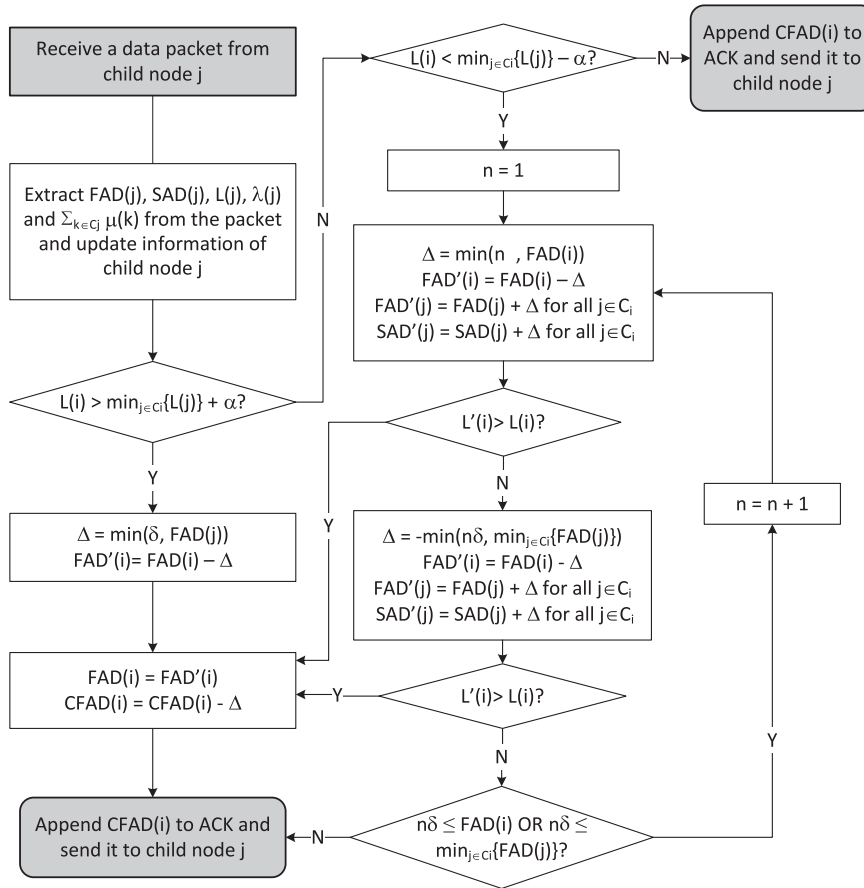 Receive a data packet from
child node j
Extract FAD(j), SAD(j), L(j), λ(j)
and Σk∈Cj μ(k) from the packet
and update information of
child node j
L(i) > minj∈Ci{L(j)} + α?
N
Y
Δ = min(δ, FAD(j))
FAD'(i)= FAD(i) – Δ
FAD(i) = FAD'(i)
CFAD(i) = CFAD(i) - Δ
Append CFAD(i) to ACK and
send it to child node j
L(i) < minj∈Ci{L(j)} – α?
N
Append CFAD(i) to
ACK and send it to
child node j
Y
n = 1
Δ = min(n , FAD(i))
FAD'(i) = FAD(i) – Δ
FAD'(j) = FAD(j) + Δ for all j∈Ci
SAD'(j) = SAD(j) + Δ for all j∈Ci
L'(i)> L(i)?
Y
N
Δ = -min(nδ, minj∈Ci{FAD(j)})
FAD'(i) = FAD(i) - Δ
FAD'(j) = FAD(j) + Δ for all j∈Ci
SAD'(j) = SAD(j) + Δ for all j∈Ci
L'(i)> L(i)?
Y
N
nδ ≤ FAD(i) OR nδ ≤
minj∈Ci{FAD(j)}?
N
Y
n = n + 1